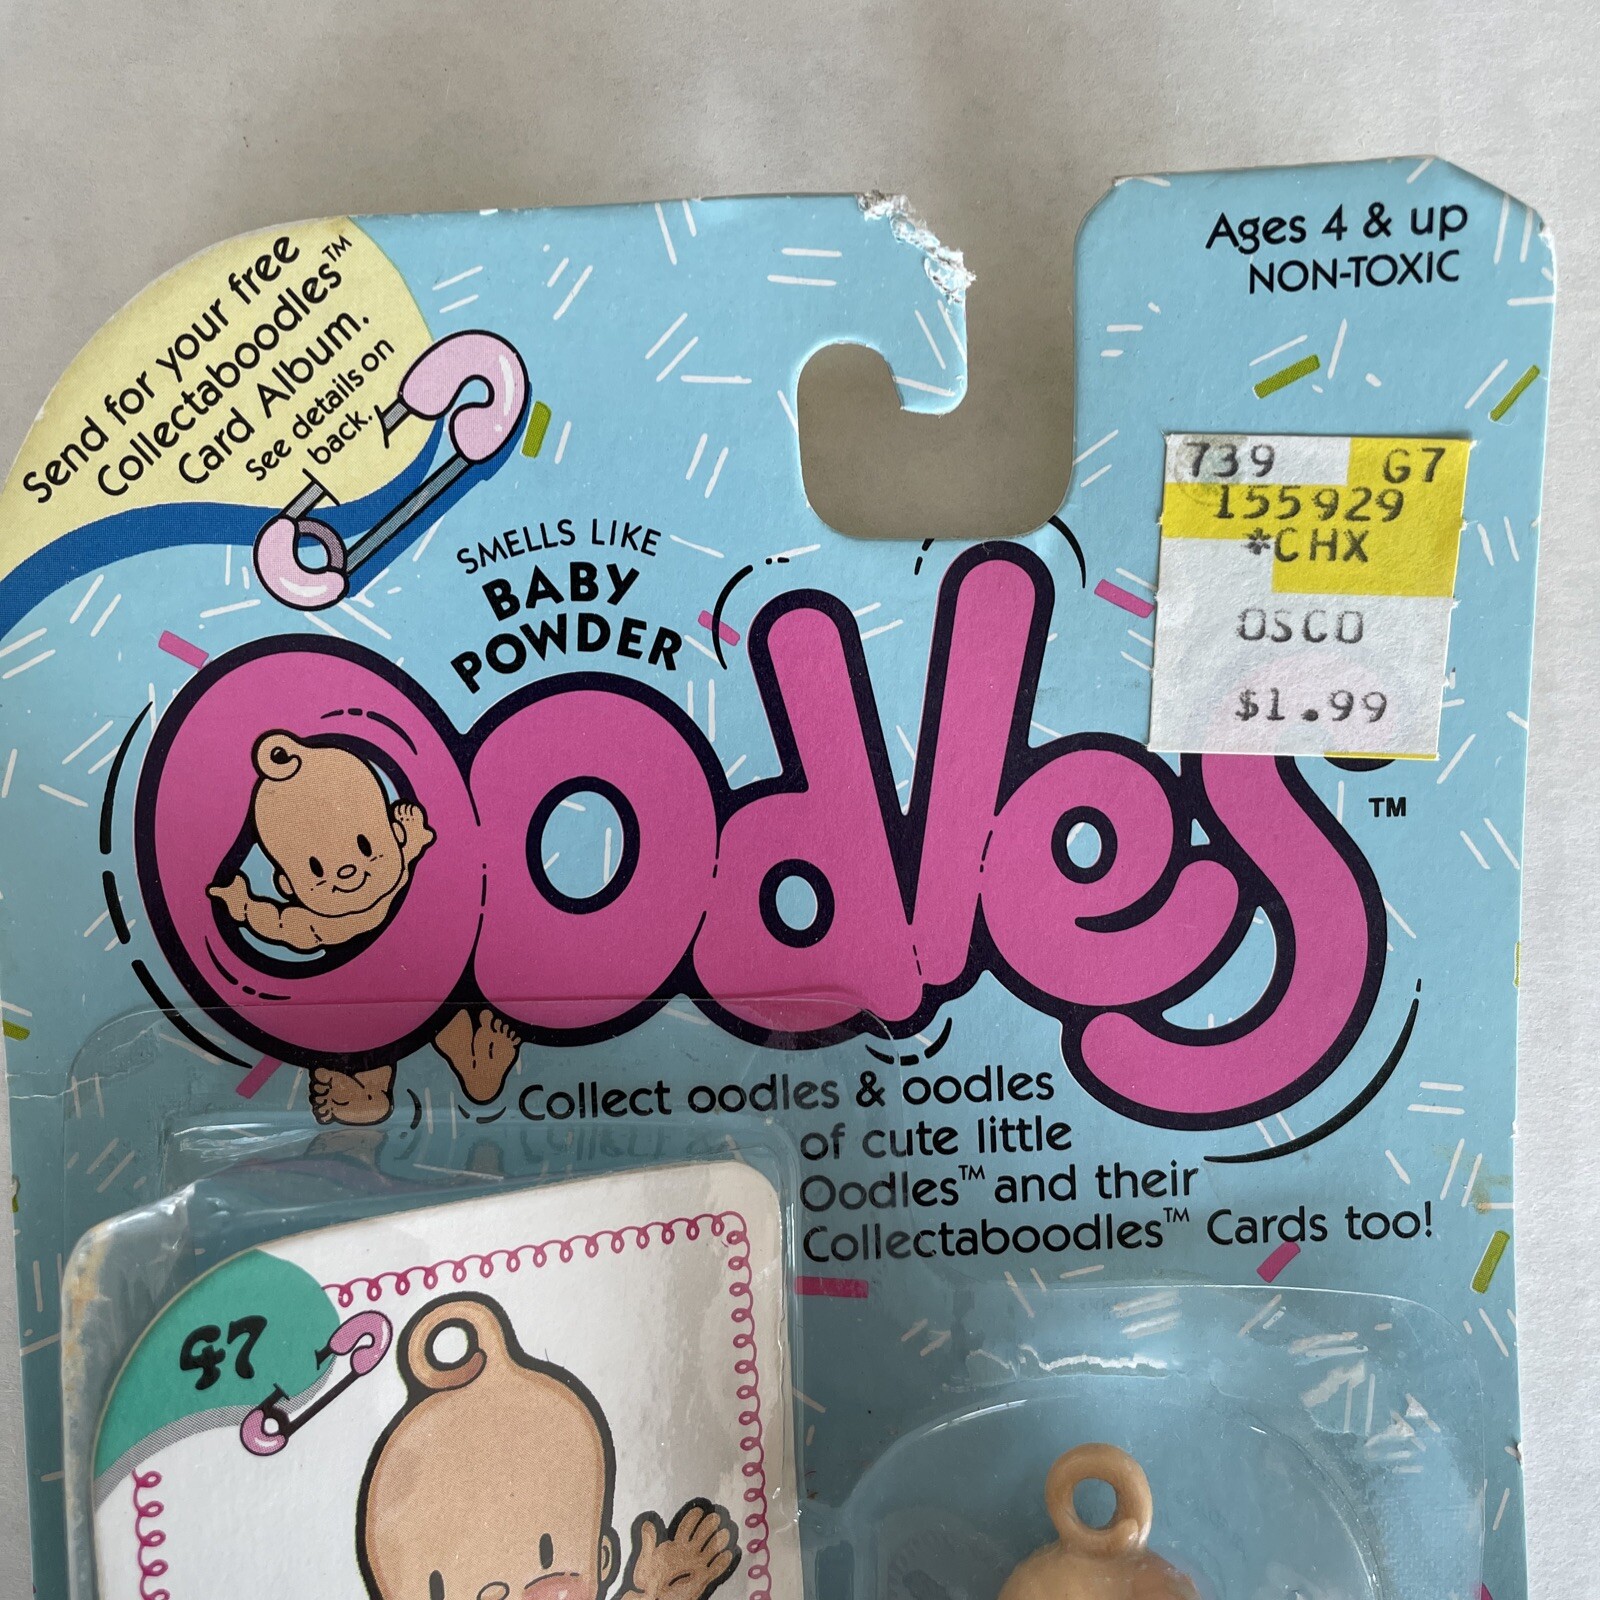 Send for your free
Collectaboodles™
Card Album.
See details on
back.
Ages 4 & up
NON-TOXIC
739 G7
155929
*CHX
OSCO
$1.99
SMELLS LIKE
BABY
POWDER
Oodles
TM
Collect oodles & oodles
of cute little
Oodles™ and their
Collectaboodles™ Cards too!
47